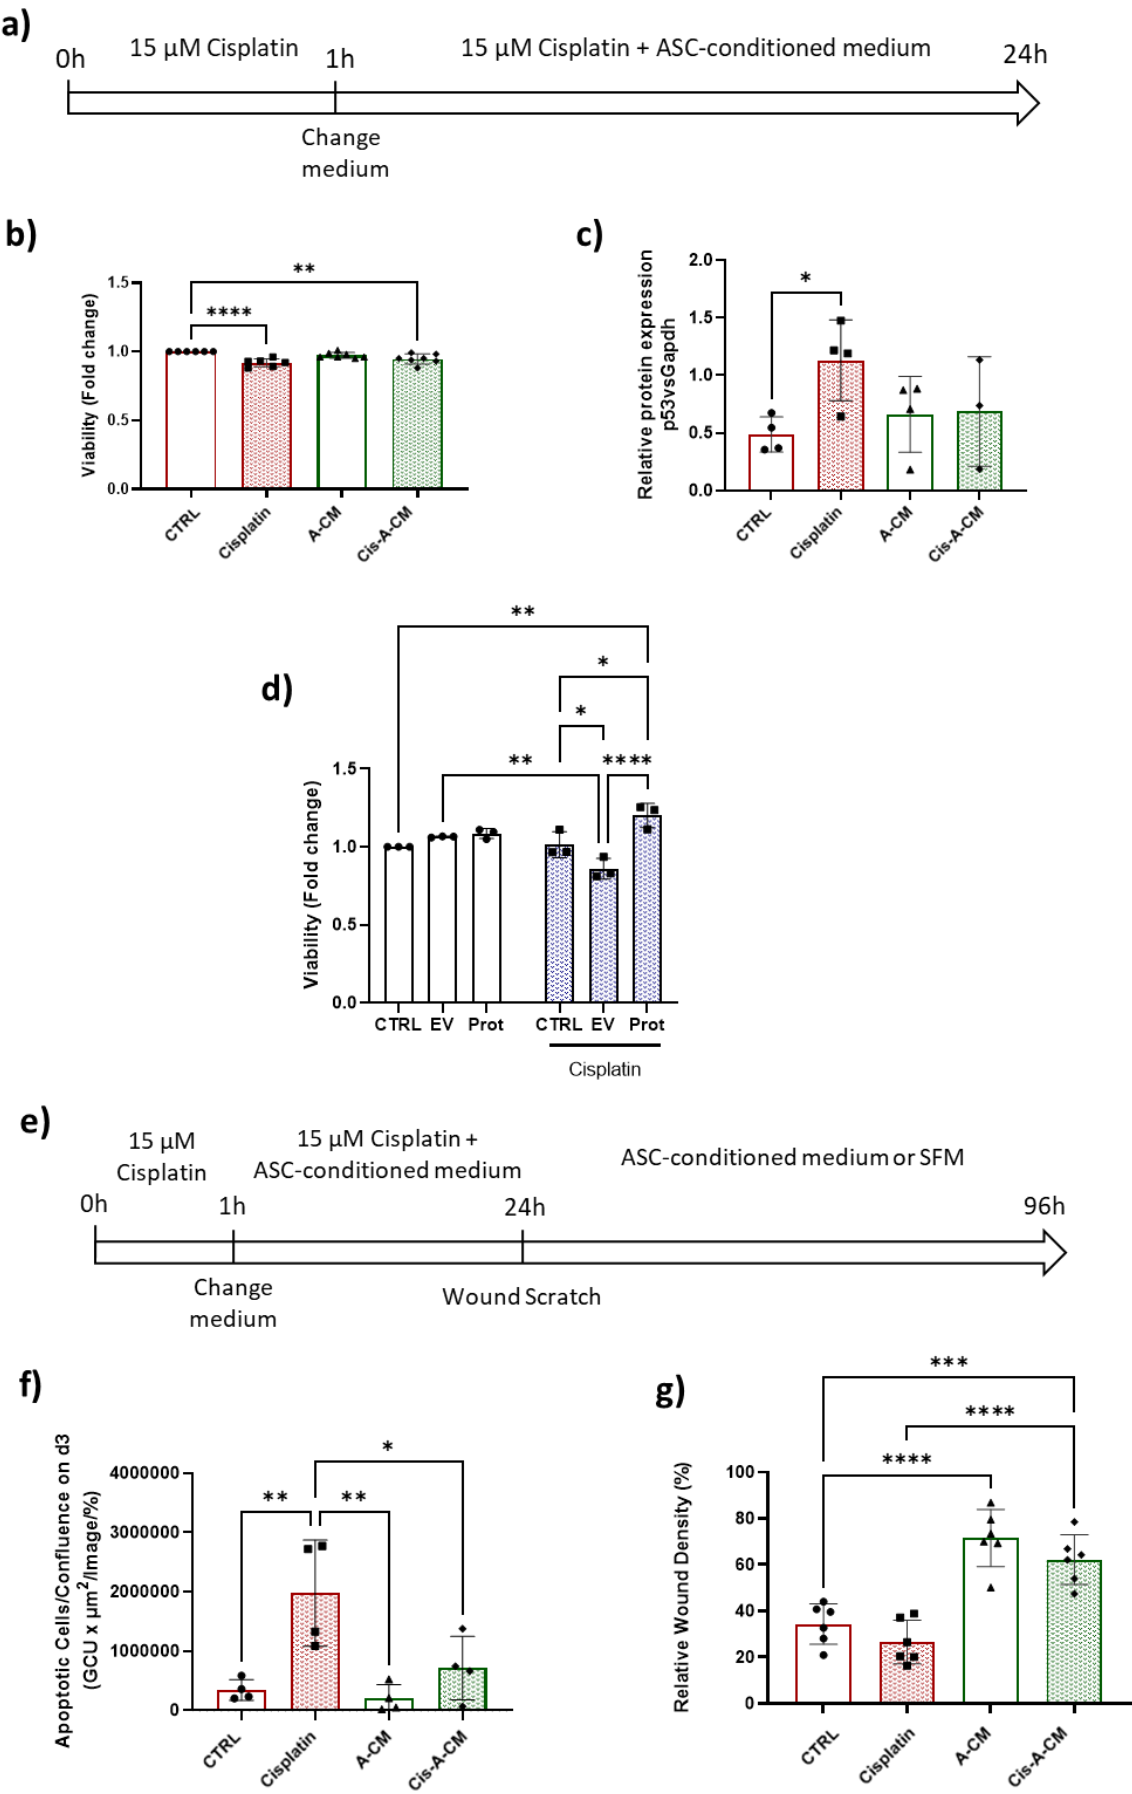 a)
0h
15 µM Cisplatin
1h
15 µM Cisplatin + ASC-conditioned medium
24h
Change
medium
b)
Viability (Fold change)
1.5
1.0
0.5
0.0
**
****
CTRL
Cisplatin
A-CM
Cis-A-CM
c)
Relative protein expression
p53vsGapdh
2.0
1.5
1.0
0.5
0.0
*
CTRL
Cisplatin
A-CM
Cis-A-CM
d)
Viability (Fold change)
1.5
1.0
0.5
0.0
**
*
*
**
****
CTRL EV Prot
CTRL EV Prot
Cisplatin
e)
15 µM
Cisplatin
15 µM Cisplatin +
ASC-conditioned medium
ASC-conditioned medium or SFM
0h
1h
24h
96h
Change
medium
Wound Scratch
f)
Apoptotic Cells/Confluence on d3
(GCU x µm²/Image/%)
4000000
3000000
2000000
1000000
0
*
**
**
CTRL
Cisplatin
A-CM
Cis-A-CM
g)
Relative Wound Density (%)
100
80
60
40
20
0
***
****
****
CTRL
Cisplatin
A-CM
Cis-A-CM